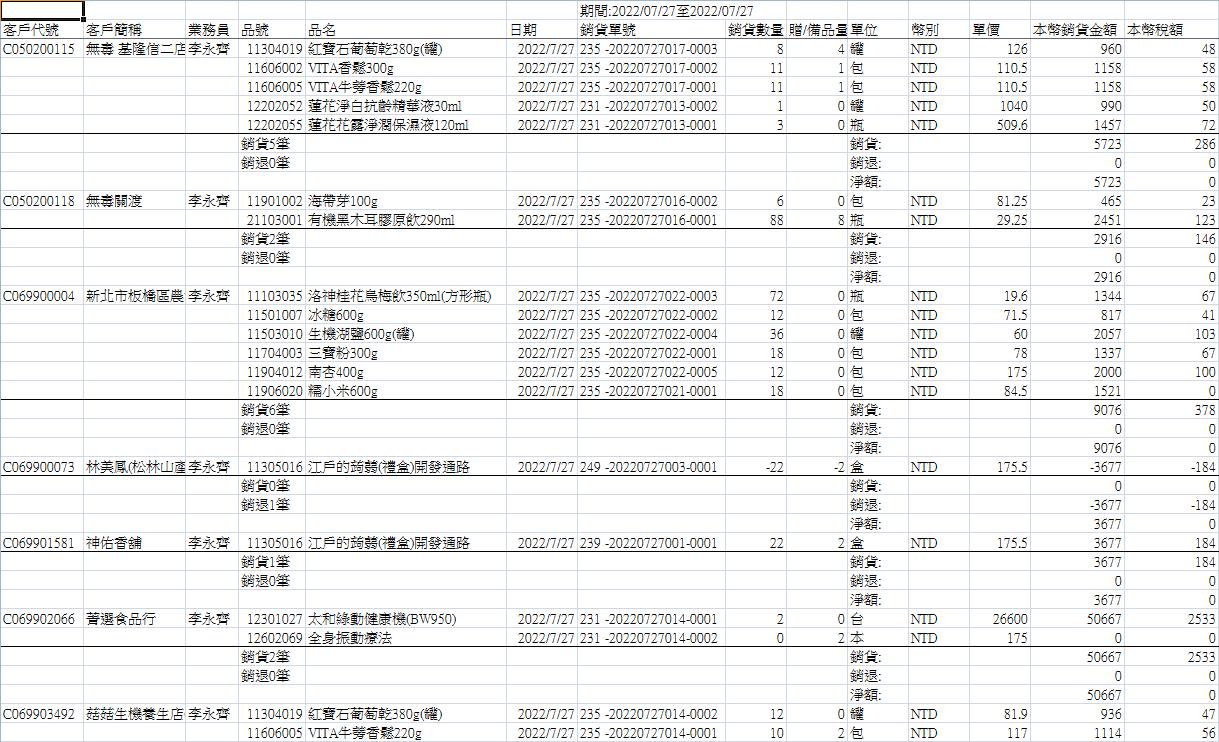 期間:2022/07/27至2022/07/27
客戶代號 客戶簡稱 業務員 品號 品名 日期 銷貨單號 銷貨數量 贈/備品量 單位 幣別 單價 本幣銷貨金額 本幣稅額
C050200115 無毒 基隆信二店 李永齊 11304019 紅寶石葡萄乾380g(罐) 2022/7/27 235 -20220727017-0003 8 4 罐 NTD 126 960 48
11606002 VITA香鬆300g 2022/7/27 235 -20220727017-0002 11 1 包 NTD 110.5 1158 58
11606005 VITA牛蒡香鬆220g 2022/7/27 235 -20220727017-0001 11 1 包 NTD 110.5 1158 58
12202052 蓮花淨白抗齡精華液30ml 2022/7/27 231 -20220727013-0002 1 0 罐 NTD 1040 990 50
12202055 蓮花花露淨潤保濕液120ml 2022/7/27 231 -20220727013-0001 3 0 瓶 NTD 509.6 1457 72
銷貨5筆 銷貨: 5723 286
銷退0筆 銷退: 0 0
淨額: 5723 0
C050200118 無毒關渡 李永齊 11901002 海帶芽100g 2022/7/27 235 -20220727016-0002 6 0 包 NTD 81.25 465 23
21103001 有機黑木耳膠原飲290ml 2022/7/27 235 -20220727016-0001 88 8 瓶 NTD 29.25 2451 123
銷貨2筆 銷貨: 2916 146
銷退0筆 銷退: 0 0
淨額: 2916 0
C069900004 新北市板橋區農 李永齊 11103035 洛神桂花烏梅飲350ml(方形瓶) 2022/7/27 235 -20220727022-0003 72 0 瓶 NTD 19.6 1344 67
11501007 冰糖600g 2022/7/27 235 -20220727022-0002 12 0 包 NTD 71.5 817 41
11503010 生機湖鹽600g(罐) 2022/7/27 235 -20220727022-0004 36 0 罐 NTD 60 2057 103
11704003 三寶粉300g 2022/7/27 235 -20220727022-0001 18 0 包 NTD 78 1337 67
11904012 南杏400g 2022/7/27 235 -20220727022-0005 12 0 包 NTD 175 2000 100
11906020 糯小米600g 2022/7/27 235 -20220727021-0001 18 0 包 NTD 84.5 1521 0
銷貨6筆 銷貨: 9076 378
銷退0筆 銷退: 0 0
淨額: 9076 0
C069900073 林美鳳(松林山產 李永齊 11305016 江戶的蒟蒻(禮盒)開發通路 2022/7/27 249 -20220727003-0001 -22 -2 盒 NTD 175.5 -3677 -184
銷貨0筆 銷貨: 0 0
銷退1筆 銷退: -3677 -184
淨額: 3677 0
C069901581 神佑香舖 李永齊 11305016 江戶的蒟蒻(禮盒)開發通路 2022/7/27 239 -20220727001-0001 22 2 盒 NTD 175.5 3677 184
銷貨1筆 銷貨: 3677 184
銷退0筆 銷退: 0 0
淨額: 3677 0
C069902066 菁選食品行 李永齊 12301027 太和綠動健康機(BW950) 2022/7/27 231 -20220727014-0001 2 0 台 NTD 26600 50667 2533
12602069 全身振動療法 2022/7/27 231 -20220727014-0002 0 2 本 NTD 175 0 0
銷貨2筆 銷貨: 50667 2533
銷退0筆 銷退: 0 0
淨額: 50667 0
C069903492 菇菇生機養生店 李永齊 11304019 紅寶石葡萄乾380g(罐) 2022/7/27 235 -20220727014-0002 12 0 罐 NTD 81.9 936 47
11606005 VITA牛蒡香鬆220g 2022/7/27 235 -20220727014-0001 10 2 包 NTD 117 1114 56